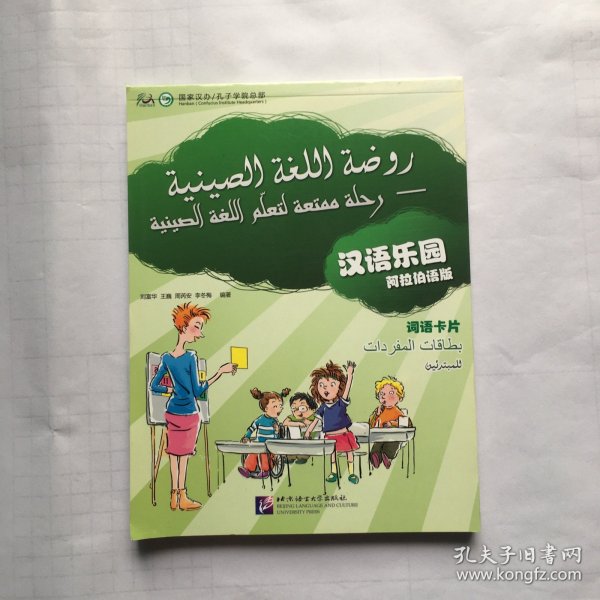 国家汉办/孔子学院总部
Hanban (Confucius Institute Headquarters)
روضة اللغة الصينية
رحلة ممتعة لتعلّم اللغة الصينية —
汉语乐园
阿拉伯语版
刘富华 王巍 周芮安 李冬梅 编著
词语卡片
بطاقات المفردات
للمبتدئين
北京语言大学出版社
BEIJING LANGUAGE AND CULTURE
UNIVERSITY PRESS
孔夫子旧书网
www.kongfz.com